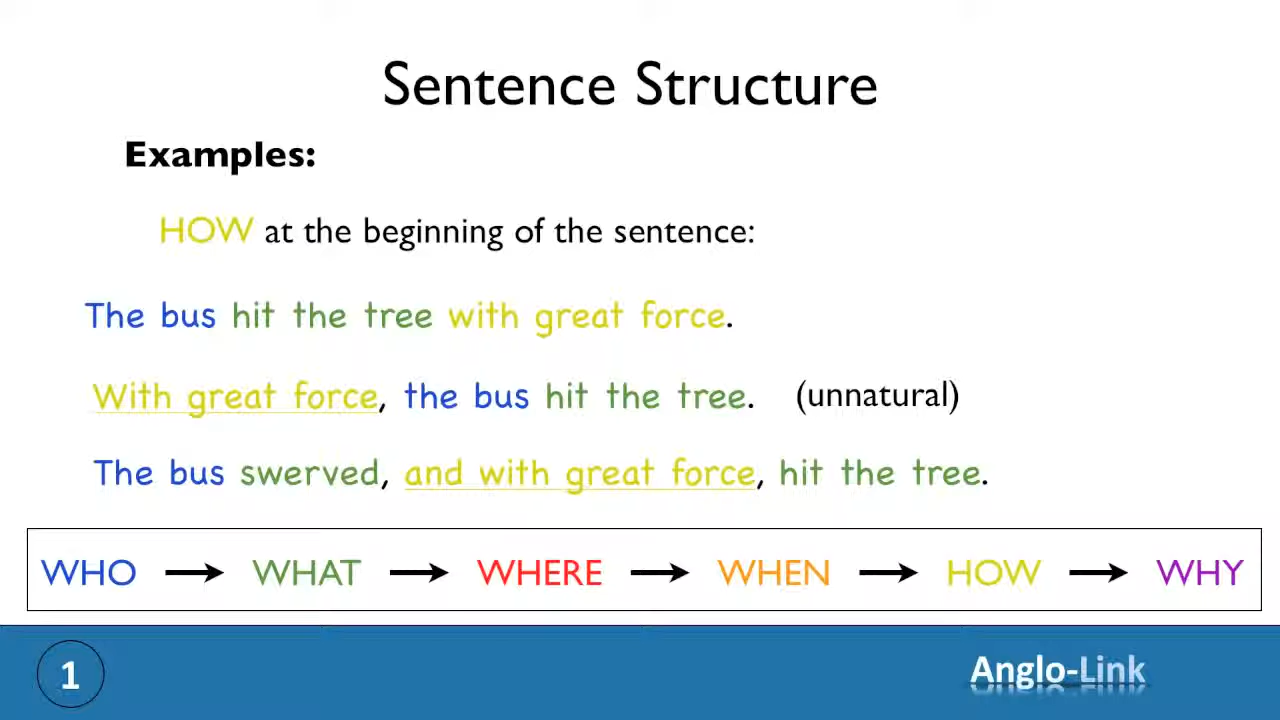 Sentence Structure
Examples:
HOW at the beginning of the sentence:
The bus hit the tree with great force.
With great force, the bus hit the tree. (unnatural)
The bus swerved, and with great force, hit the tree.
WHO → WHAT → WHERE → WHEN → HOW → WHY
1 Anglo-Link